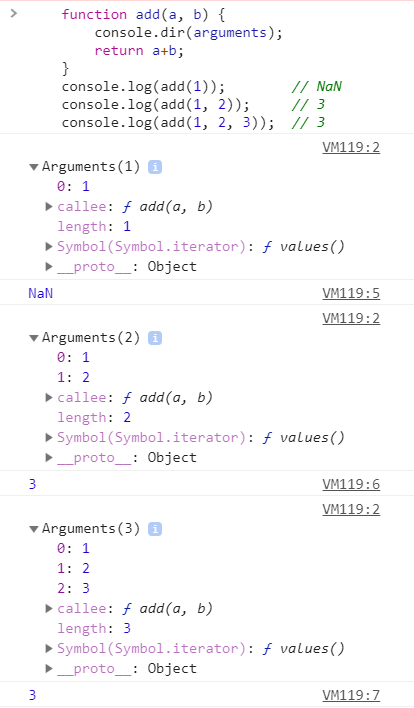 function add(a, b) {
console.dir(arguments);
return a+b;
}
console.log(add(1)); // NaN
console.log(add(1, 2)); // 3
console.log(add(1, 2, 3)); // 3
VM119:2
Arguments(1) i
0: 1
callee: ƒ add(a, b)
length: 1
Symbol(Symbol.iterator): ƒ values()
__proto__: Object
NaN VM119:5
VM119:2
Arguments(2) i
0: 1
1: 2
callee: ƒ add(a, b)
length: 2
Symbol(Symbol.iterator): ƒ values()
__proto__: Object
3 VM119:6
VM119:2
Arguments(3) i
0: 1
1: 2
2: 3
callee: ƒ add(a, b)
length: 3
Symbol(Symbol.iterator): ƒ values()
__proto__: Object
3 VM119:7